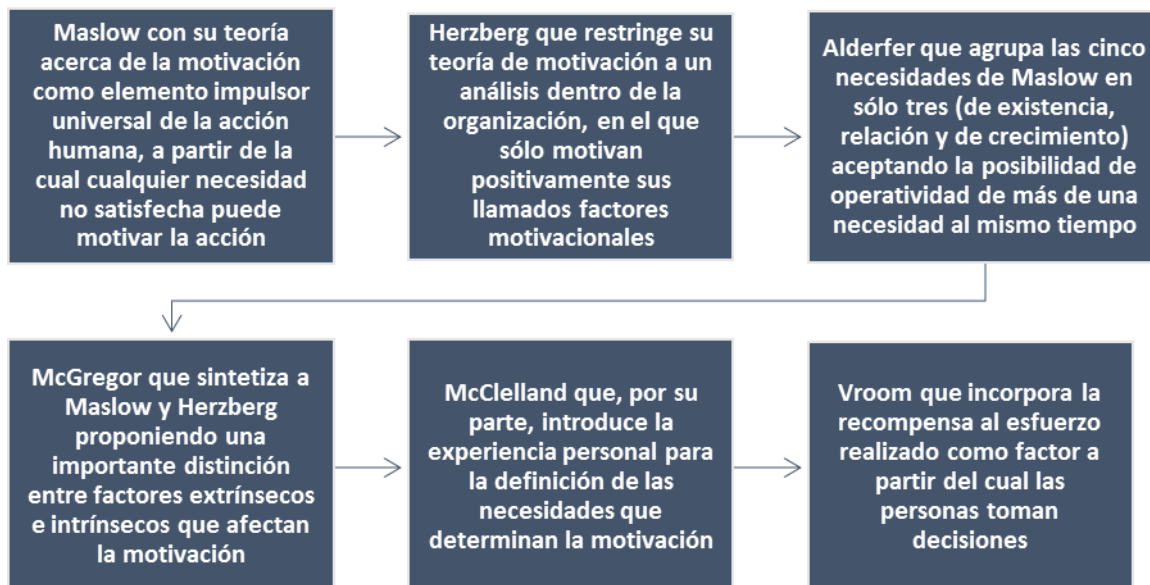 Maslow con su teoría
acerca de la motivación
como elemento impulsor
universal de la acción
humana, a partir de la
cual cualquier necesidad
no satisfecha puede
motivar la acción
Herzberg que restringe su
teoría de motivación a un
análisis dentro de la
organización, en el que
sólo motivan
positivamente sus
llamados factores
motivacionales
Alderfer que agrupa las cinco
necesidades de Maslow en
sólo tres (de existencia,
relación y de crecimiento)
aceptando la posibilidad de
operatividad de más de una
necesidad al mismo tiempo
McGregor que sintetiza a
Maslow y Herzberg
proponiendo una
importante distinción
entre factores extrínsecos
e intrínsecos que afectan
la motivación
McClelland que, por su
parte, introduce la
experiencia personal para
la definición de las
necesidades que
determinan la motivación
Vroom que incorpora la
recompensa al esfuerzo
realizado como factor a
partir del cual las
personas toman
decisiones